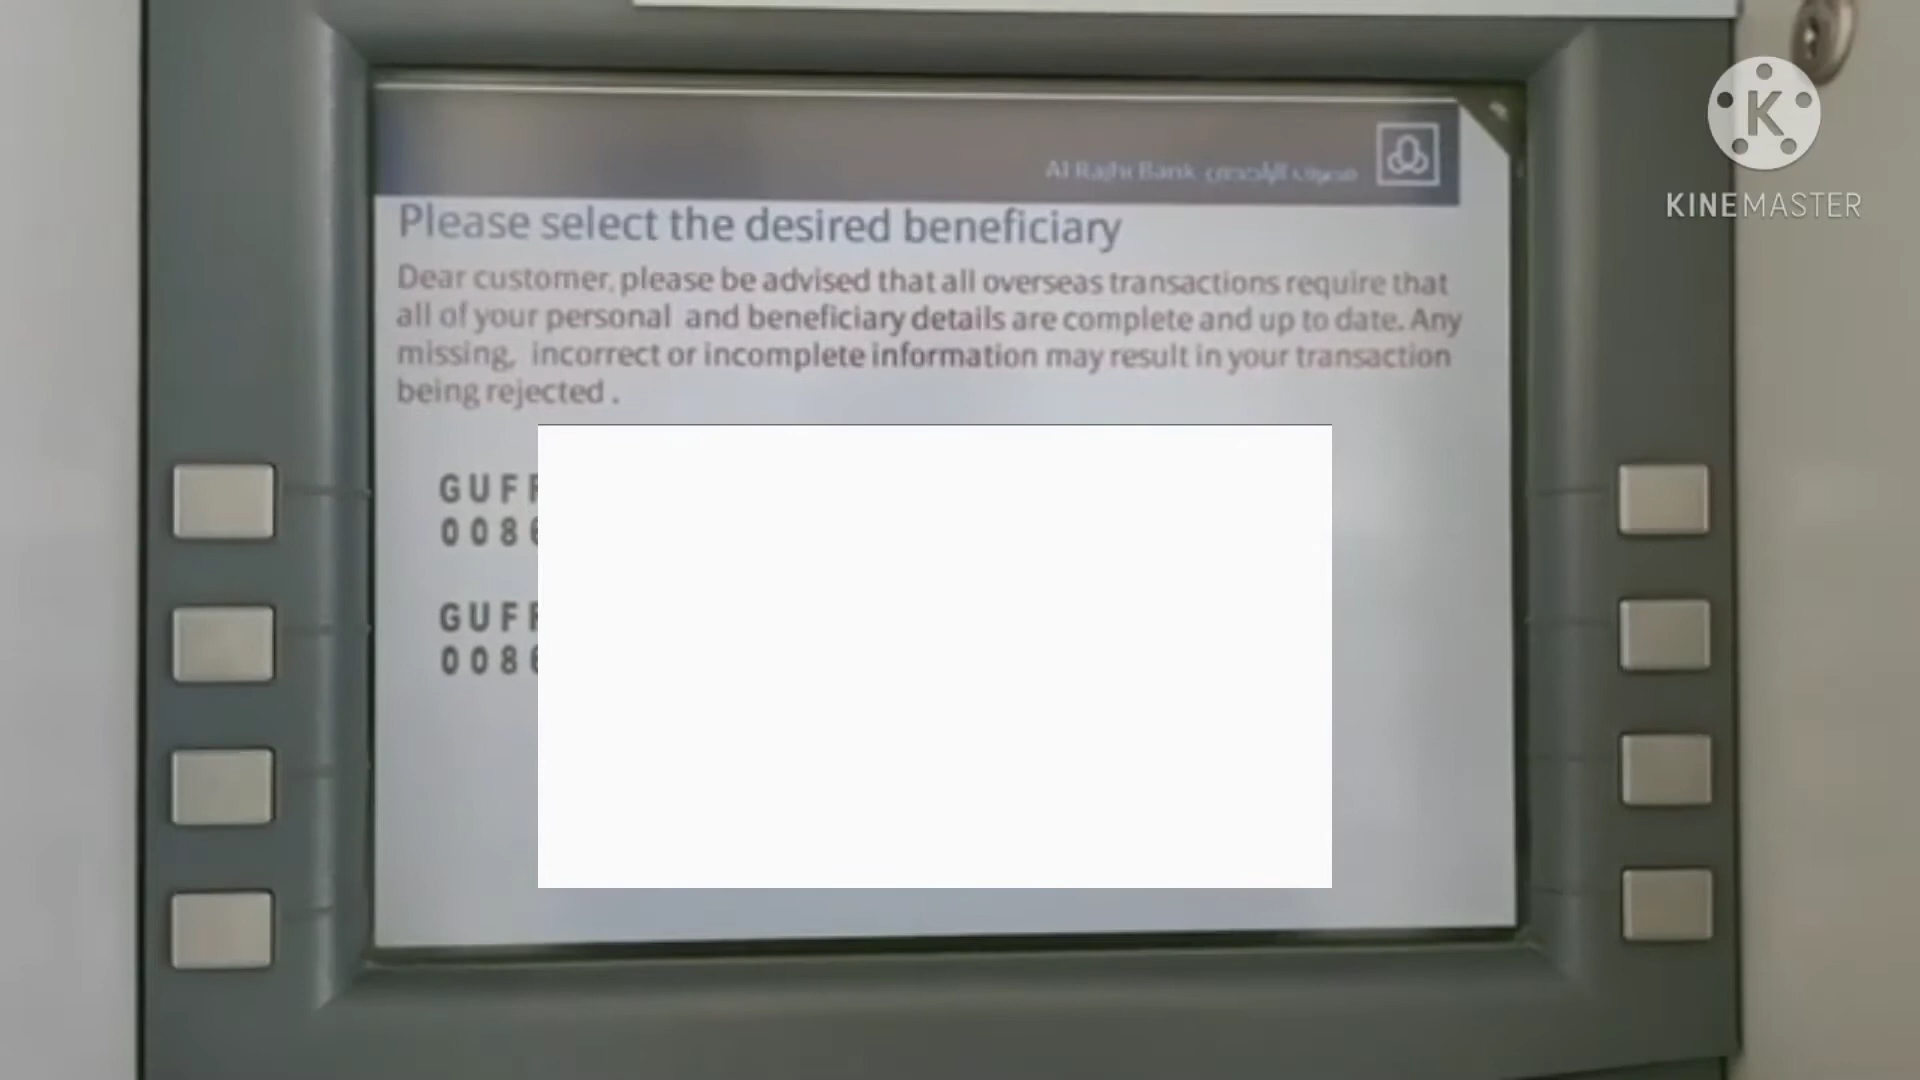 Al Rajhi Bank مصرف الراجحي
KINEMASTER
Please select the desired beneficiary
Dear customer, please be advised that all overseas transactions require that
all of your personal and beneficiary details are complete and up to date. Any
missing, incorrect or incomplete information may result in your transaction
being rejected .
GUF
008
GUF
008